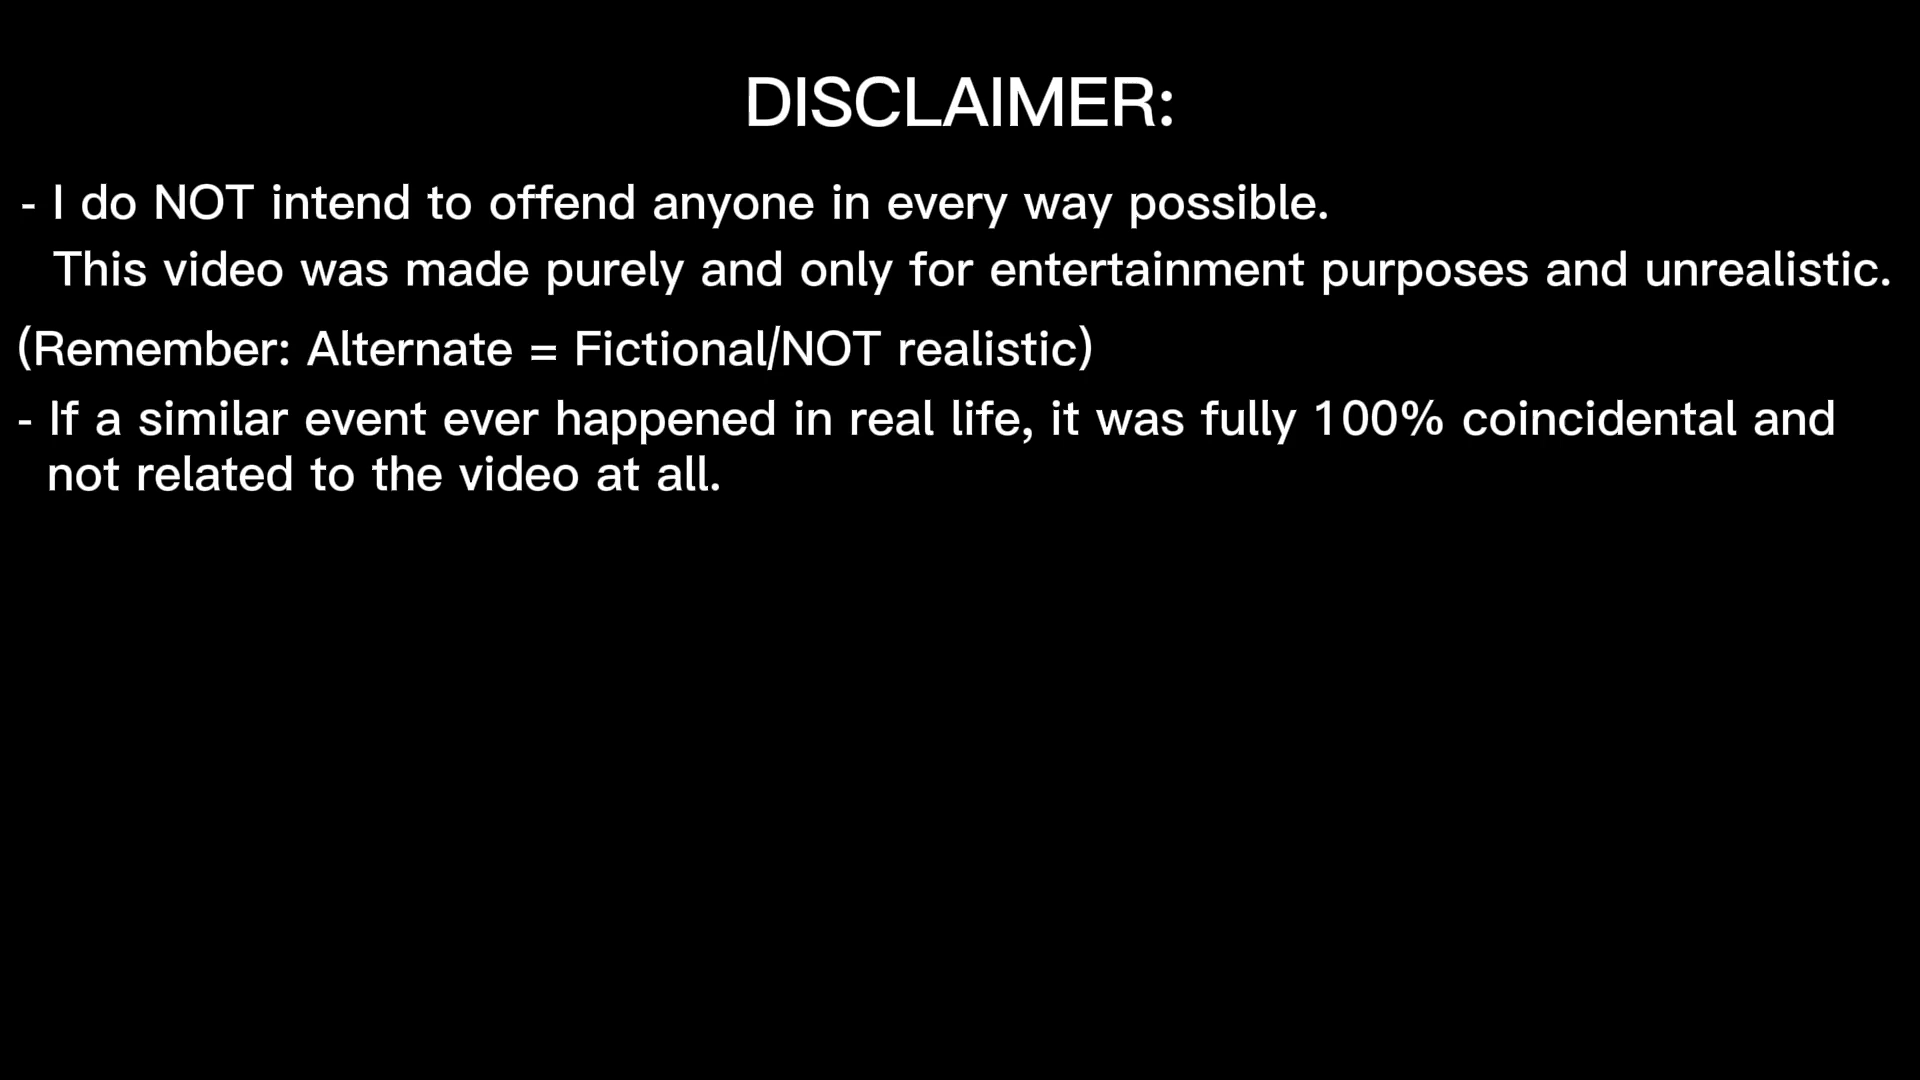 DISCLAIMER:
- I do NOT intend to offend anyone in every way possible.
This video was made purely and only for entertainment purposes and unrealistic.
(Remember: Alternate = Fictional/NOT realistic)
- If a similar event ever happened in real life, it was fully 100% coincidental and
not related to the video at all.